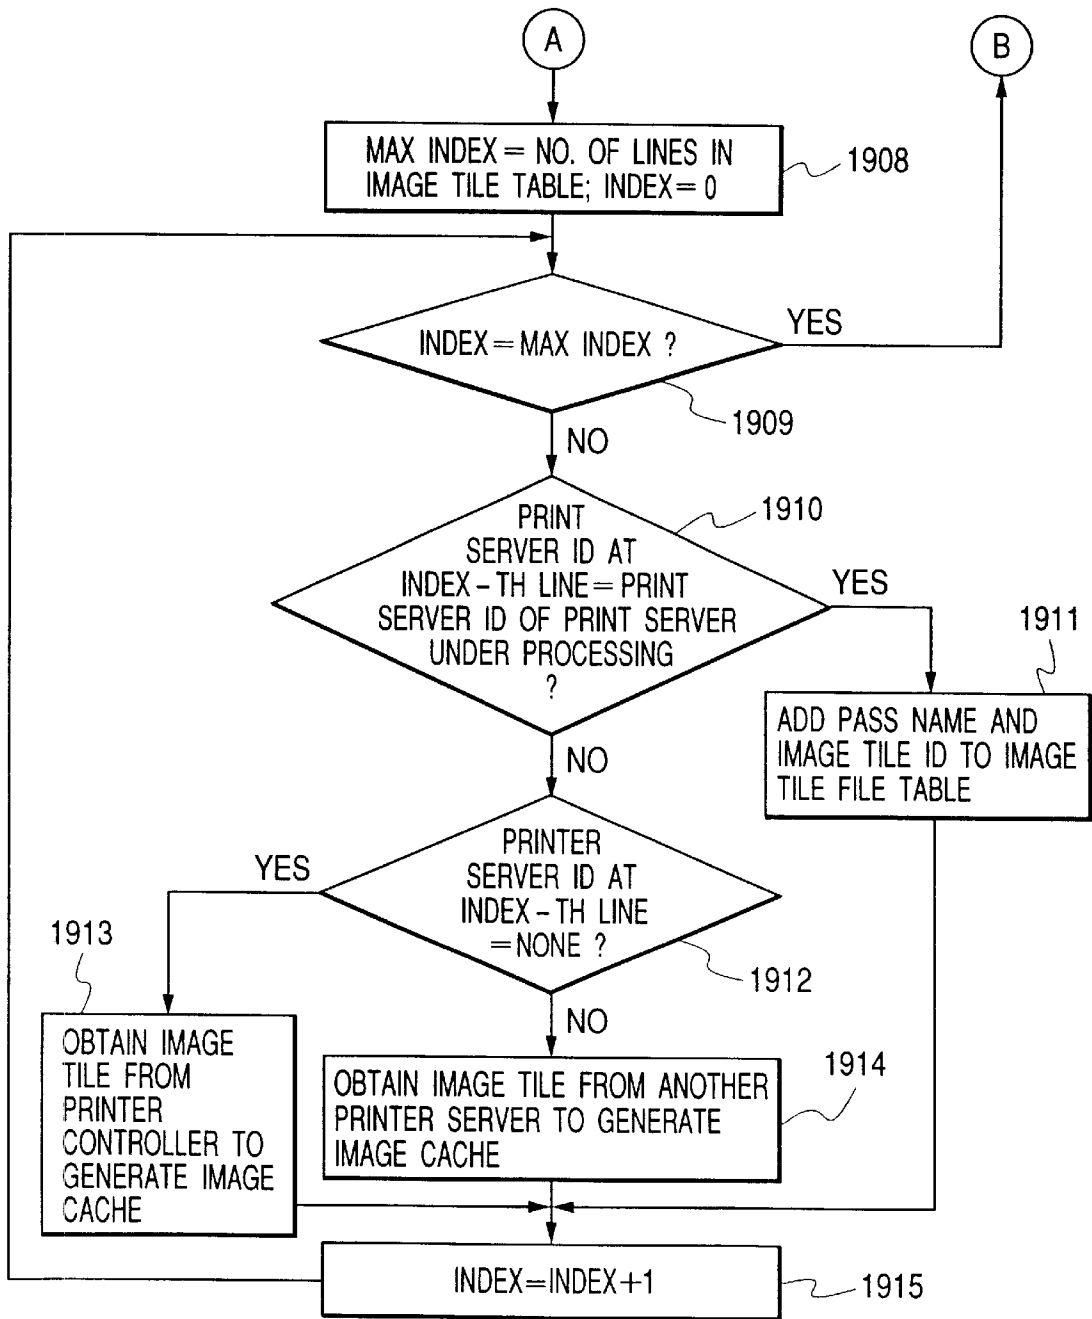 A
B
MAX INDEX = NO. OF LINES IN
IMAGE TILE TABLE; INDEX = 0
1908
INDEX = MAX INDEX ?
YES
1909
NO
1910
PRINT
SERVER ID AT
INDEX - TH LINE = PRINT
SERVER ID OF PRINT SERVER
UNDER PROCESSING
?
YES
1911
ADD PASS NAME AND
IMAGE TILE ID TO IMAGE
TILE FILE TABLE
NO
PRINTER
SERVER ID AT
INDEX - TH LINE
= NONE ?
YES
1912
1913
NO
OBTAIN IMAGE
TILE FROM
PRINTER
CONTROLLER TO
GENERATE IMAGE
CACHE
OBTAIN IMAGE TILE FROM ANOTHER
PRINTER SERVER TO GENERATE
IMAGE CACHE
1914
INDEX = INDEX + 1
1915